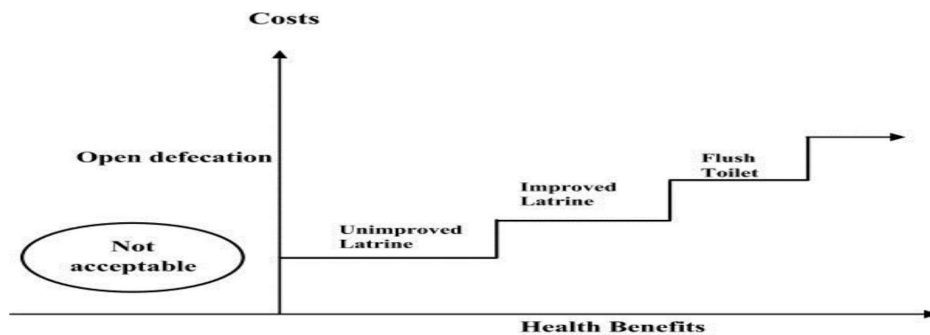 Costs
Open defecation
Flush
Toilet
Improved
Latrine
Unimproved
Latrine
Not
acceptable
Health Benefits